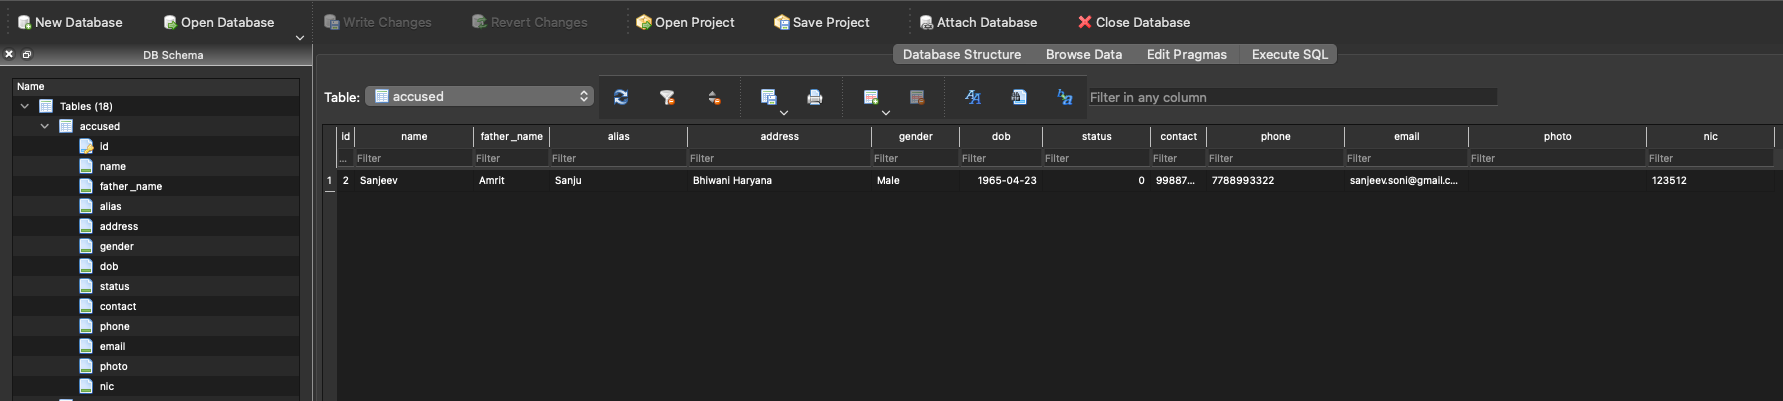 New Database Open Database Write Changes Revert Changes Open Project Save Project Attach Database Close Database
DB Schema
Database Structure Browse Data Edit Pragmas Execute SQL
Name
Tables (18)
accused
id
name
father_name
alias
address
gender
dob
status
contact
phone
email
photo
nic
Table: accused Filter in any column
id name father_name alias address gender dob status contact phone email photo nic
... Filter Filter Filter Filter Filter Filter Filter Filter Filter Filter Filter Filter
1 2 Sanjeev Amrit Sanju Bhiwani Haryana Male 1965-04-23 0 99887... 7788993322 sanjeev.soni@gmail.c... 123512